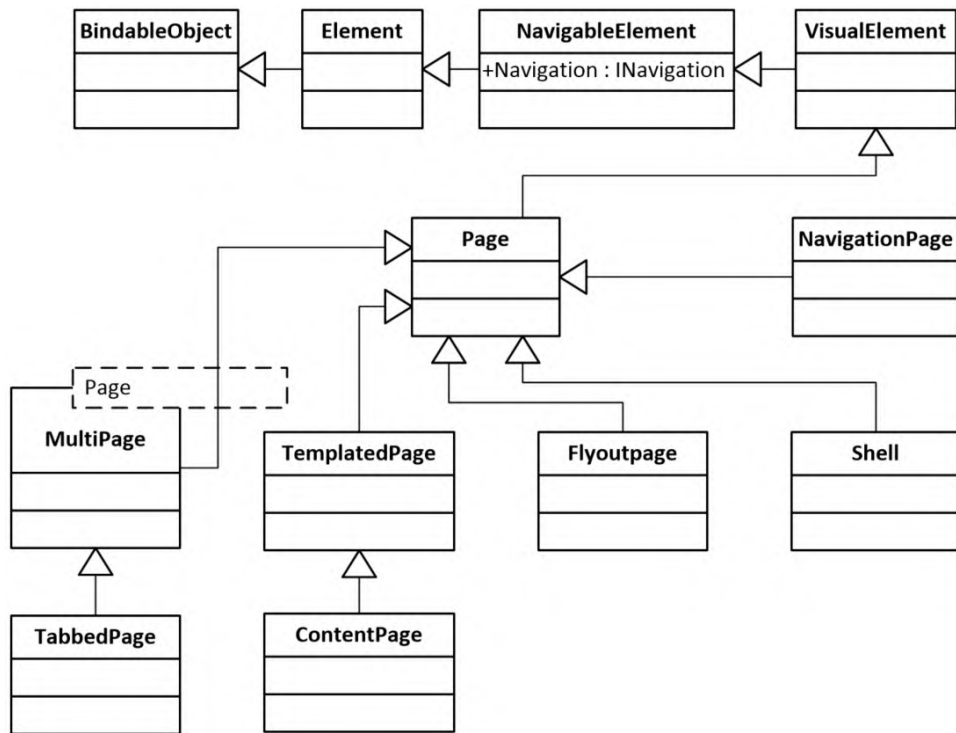 BindableObject
Element
NavigableElement
VisualElement
+Navigation : INavigation
Page
NavigationPage
Page
MultiPage
TemplatedPage
Flyoutpage
Shell
TabbedPage
ContentPage